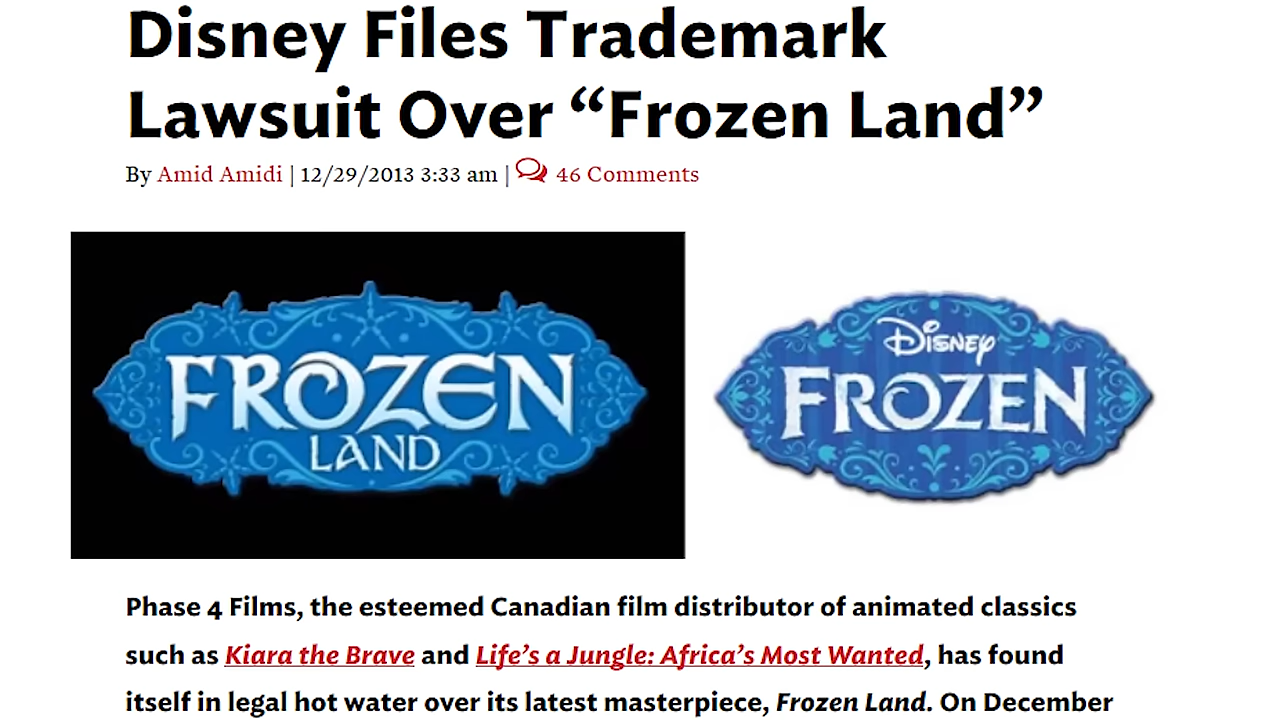 Disney Files Trademark
Lawsuit Over “Frozen Land”
By Amid Amidi | 12/29/2013 3:33 am | 46 Comments
FROZEN
LAND
DISNEY
FROZEN
Phase 4 Films, the esteemed Canadian film distributor of animated classics
such as Kiara the Brave and Life’s a Jungle: Africa’s Most Wanted, has found
itself in legal hot water over its latest masterpiece, Frozen Land. On December